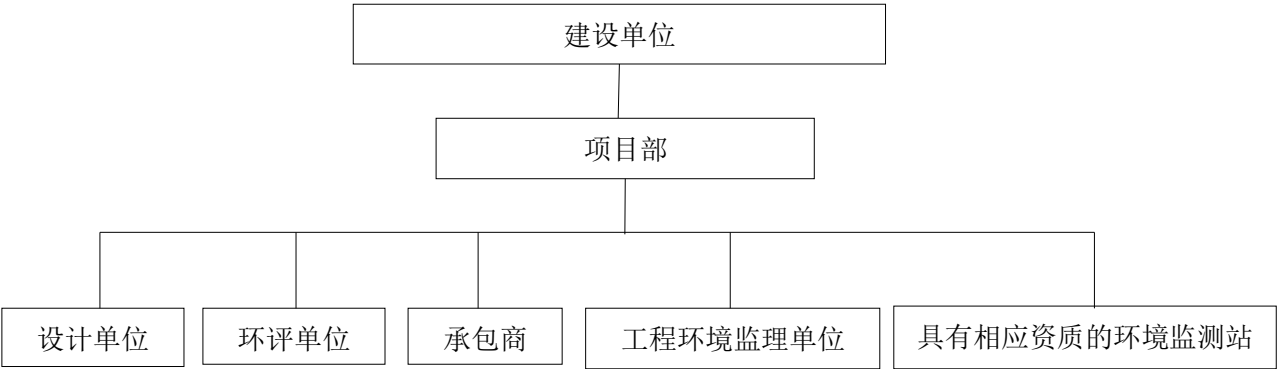 建设单位
项目部
设计单位
环评单位
承包商
工程环境监理单位
具有相应资质的环境监测站